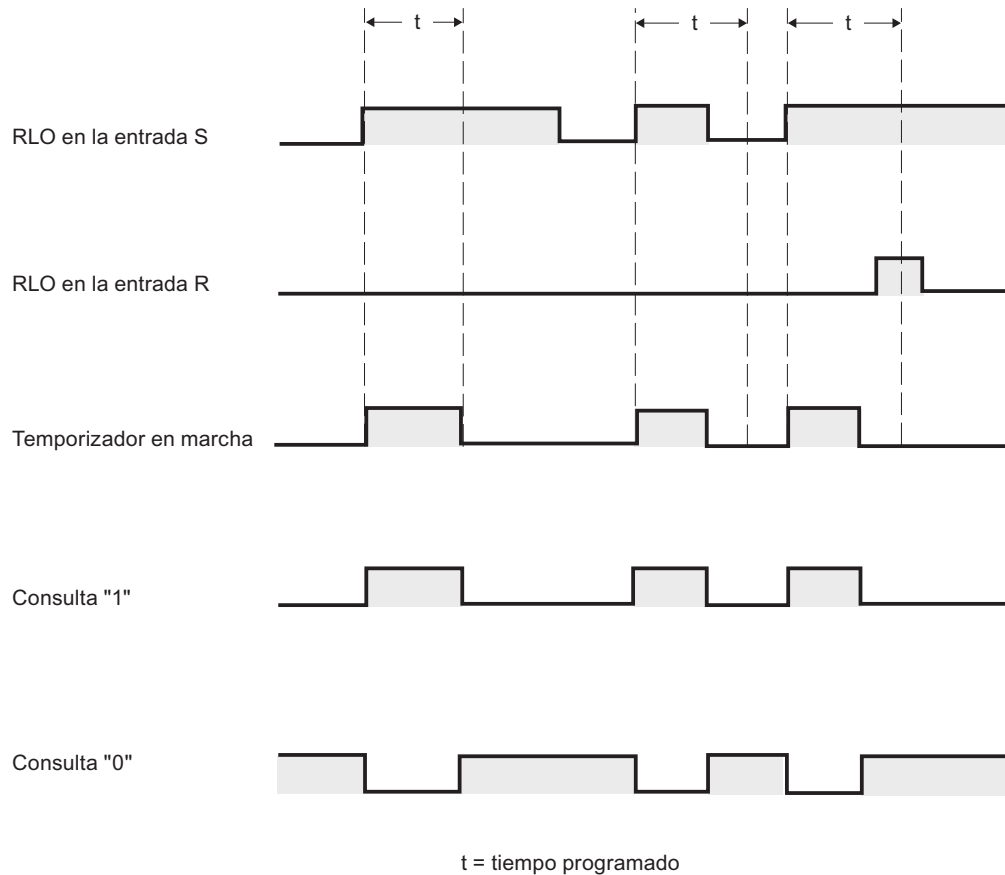 t t t
RLO en la entrada S
RLO en la entrada R
Temporizador en marcha
Consulta "1"
Consulta "0"
t = tiempo programado